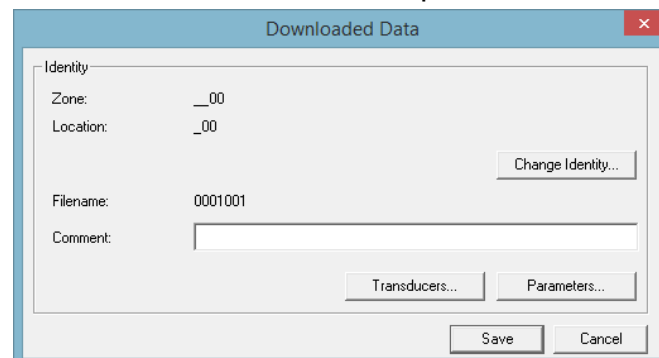 Downloaded Data
Identity
Zone: __00
Location: _00
Change Identity...
Filename: 0001001
Comment:
Transducers... Parameters...
Save Cancel